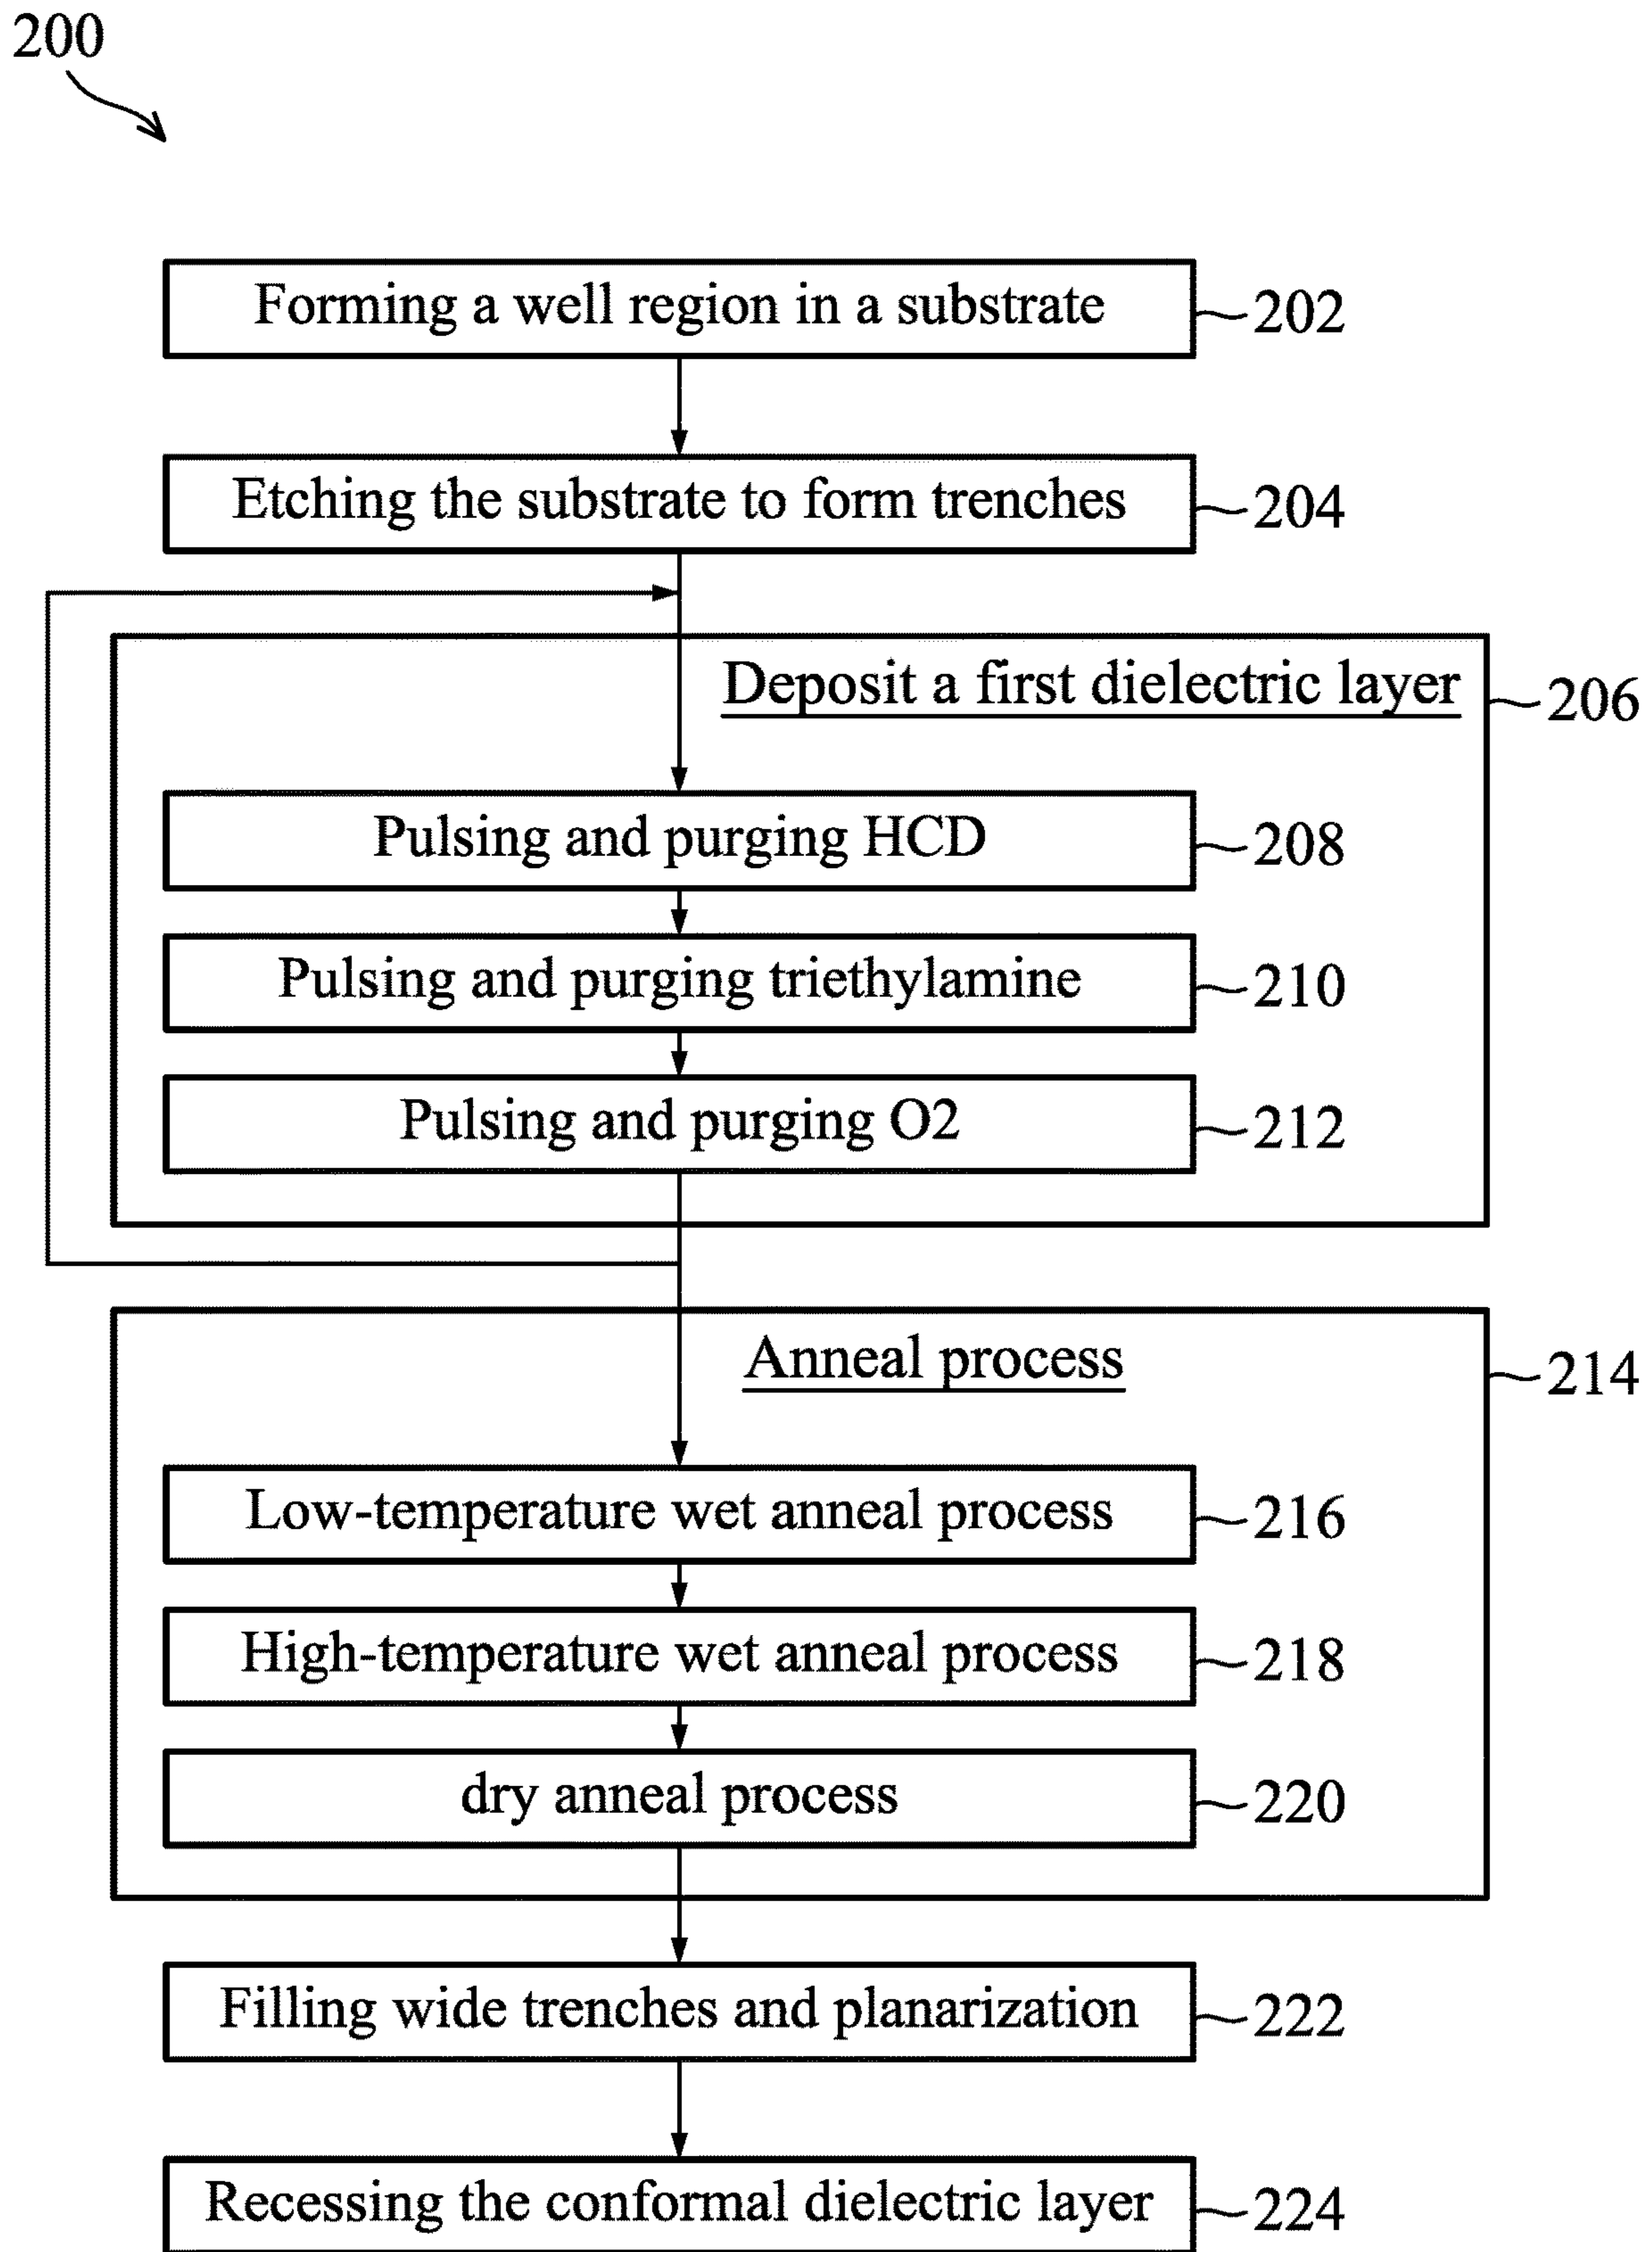 200
Forming a well region in a substrate 202
Etching the substrate to form trenches 204
Deposit a first dielectric layer 206
Pulsing and purging HCD 208
Pulsing and purging triethylamine 210
Pulsing and purging O2 212
Anneal process 214
Low-temperature wet anneal process 216
High-temperature wet anneal process 218
dry anneal process 220
Filling wide trenches and planarization 222
Recessing the conformal dielectric layer 224